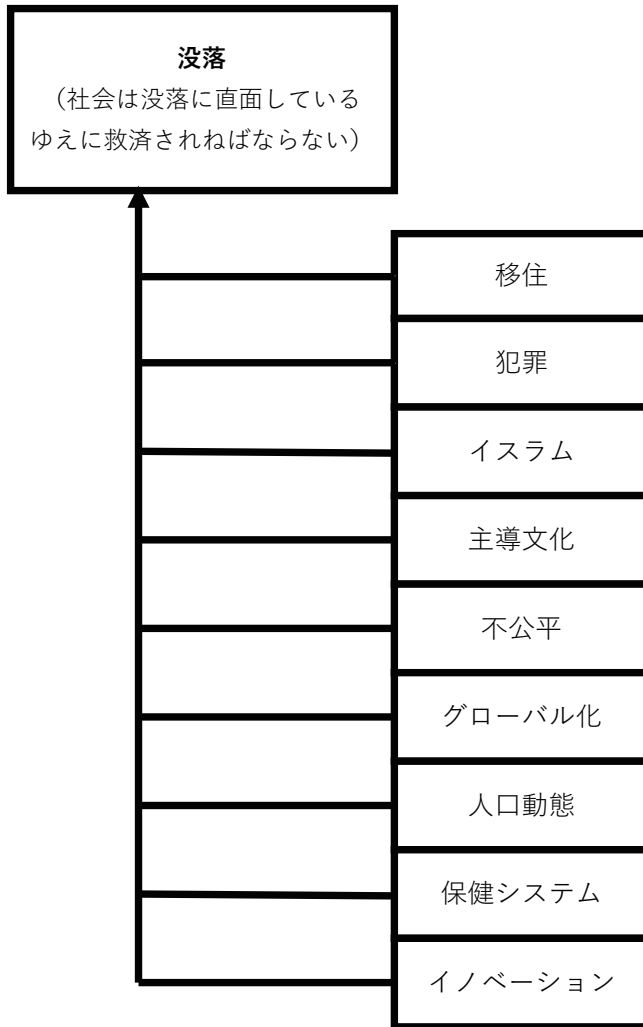 没落
（社会は没落に直面している
ゆえに救済されねばならない）
移住
犯罪
イスラム
主導文化
不公平
グローバル化
人口動態
保健システム
イノベーション